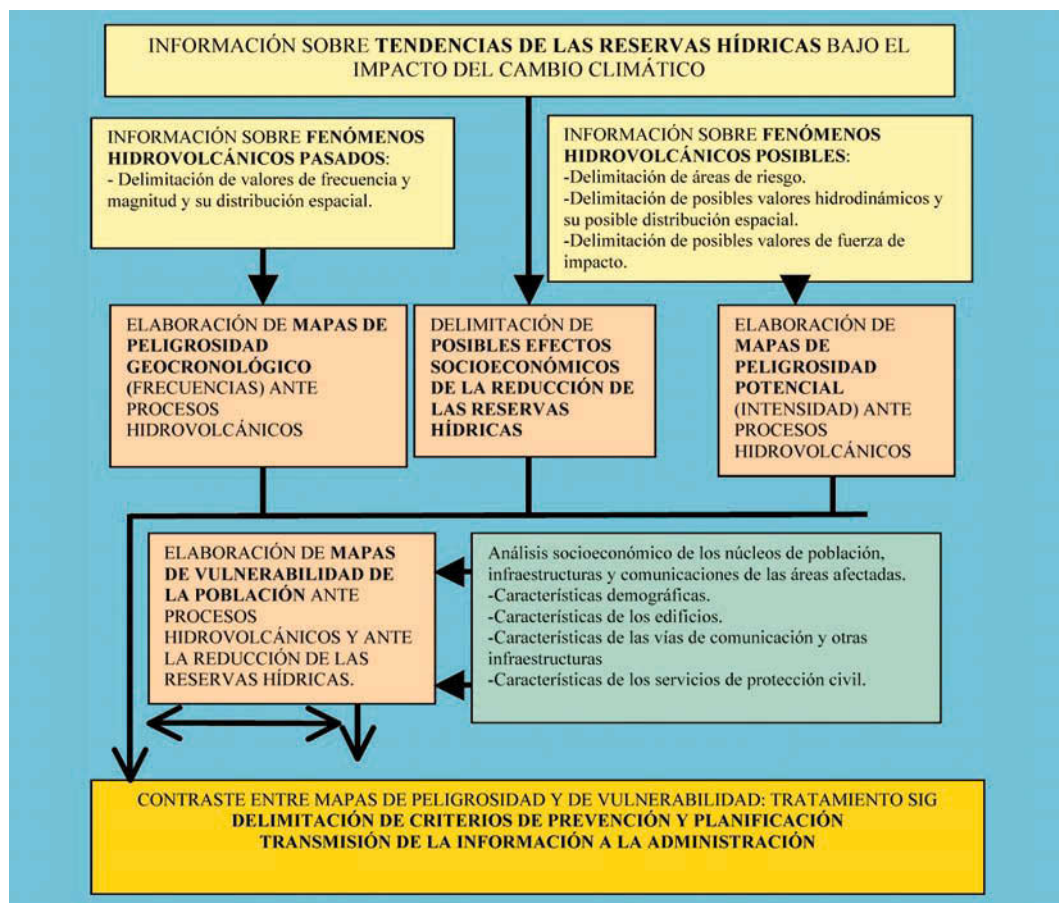 INFORMACIÓN SOBRE TENDENCIAS DE LAS RESERVAS HÍDRICAS BAJO EL
IMPACTO DEL CAMBIO CLIMÁTICO
INFORMACIÓN SOBRE FENÓMENOS
HIDROVOLCÁNICOS PASADOS:
- Delimitación de valores de frecuencia y
magnitud y su distribución espacial.
INFORMACIÓN SOBRE FENÓMENOS
HIDROVOLCÁNICOS POSIBLES:
-Delimitación de áreas de riesgo.
-Delimitación de posibles valores hidrodinámicos y
su posible distribución espacial.
-Delimitación de posibles valores de fuerza de
impacto.
ELABORACIÓN DE MAPAS DE
PELIGROSIDAD
GEOCRONOLÓGICO
(FRECUENCIAS) ANTE
PROCESOS
HIDROVOLCÁNICOS
DELIMITACIÓN DE
POSIBLES EFECTOS
SOCIOECONÓMICOS
DE LA REDUCCIÓN DE
LAS RESERVAS
HÍDRICAS
ELABORACIÓN DE
MAPAS DE
PELIGROSIDAD
POTENCIAL
(INTENSIDAD) ANTE
PROCESOS
HIDROVOLCÁNICOS
ELABORACIÓN DE MAPAS
DE VULNERABILIDAD DE
LA POBLACIÓN ANTE
PROCESOS
HIDROVOLCÁNICOS Y ANTE
LA REDUCCIÓN DE LAS
RESERVAS HÍDRICAS.
Análisis socioeconómico de los núcleos de población,
infraestructuras y comunicaciones de las áreas afectadas.
-Características demográficas.
-Características de los edificios.
-Características de las vías de comunicación y otras
infraestructuras
-Características de los servicios de protección civil.
CONTRASTE ENTRE MAPAS DE PELIGROSIDAD Y DE VULNERABILIDAD: TRATAMIENTO SIG
DELIMITACIÓN DE CRITERIOS DE PREVENCIÓN Y PLANIFICACIÓN
TRANSMISIÓN DE LA INFORMACIÓN A LA ADMINISTRACIÓN